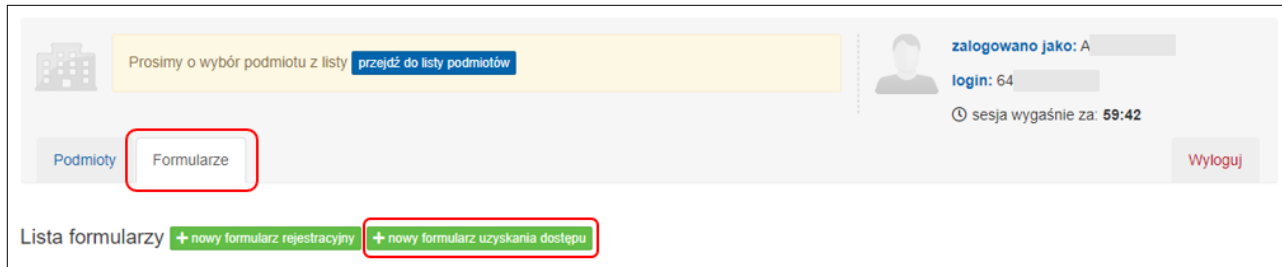 Prosimy o wybór podmiotu z listy przejdź do listy podmiotów
zalogowano jako: A
login: 64
sesja wygaśnie za: 59:42
Podmioty Formularze Wyloguj
Lista formularzy + nowy formularz rejestracyjny + nowy formularz uzyskania dostępu